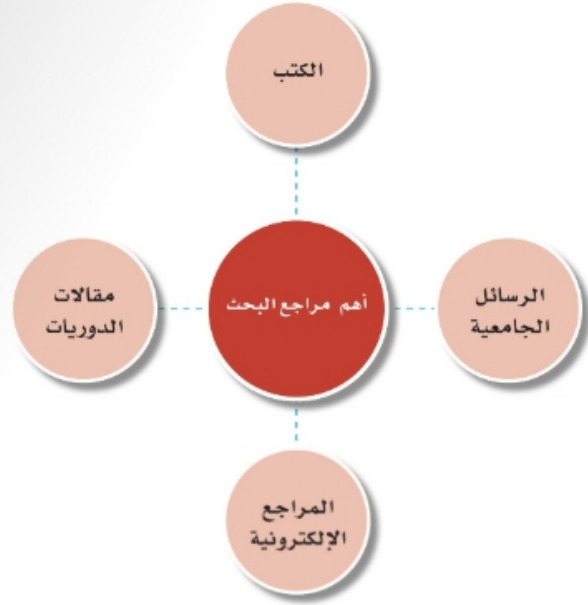 الكتب
أهم مراجع البحث
الرسائل
الجامعية
مقالات
الدوريات
المراجع
الإلكترونية